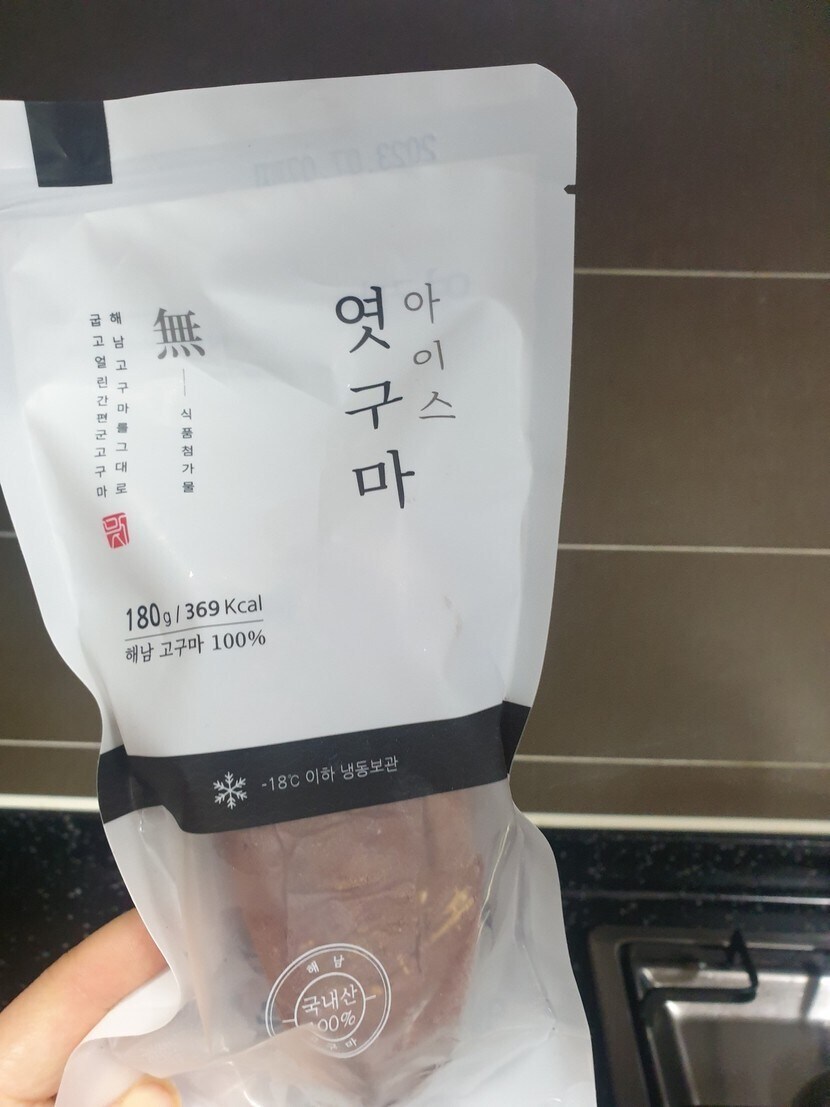 아이스
엿구마
無
식품첨가물
해남고구마를그대로
굽고얼린간편군고구마
180g / 369 Kcal
해남 고구마 100%
-18℃ 이하 냉동보관
해남
국내산
100%